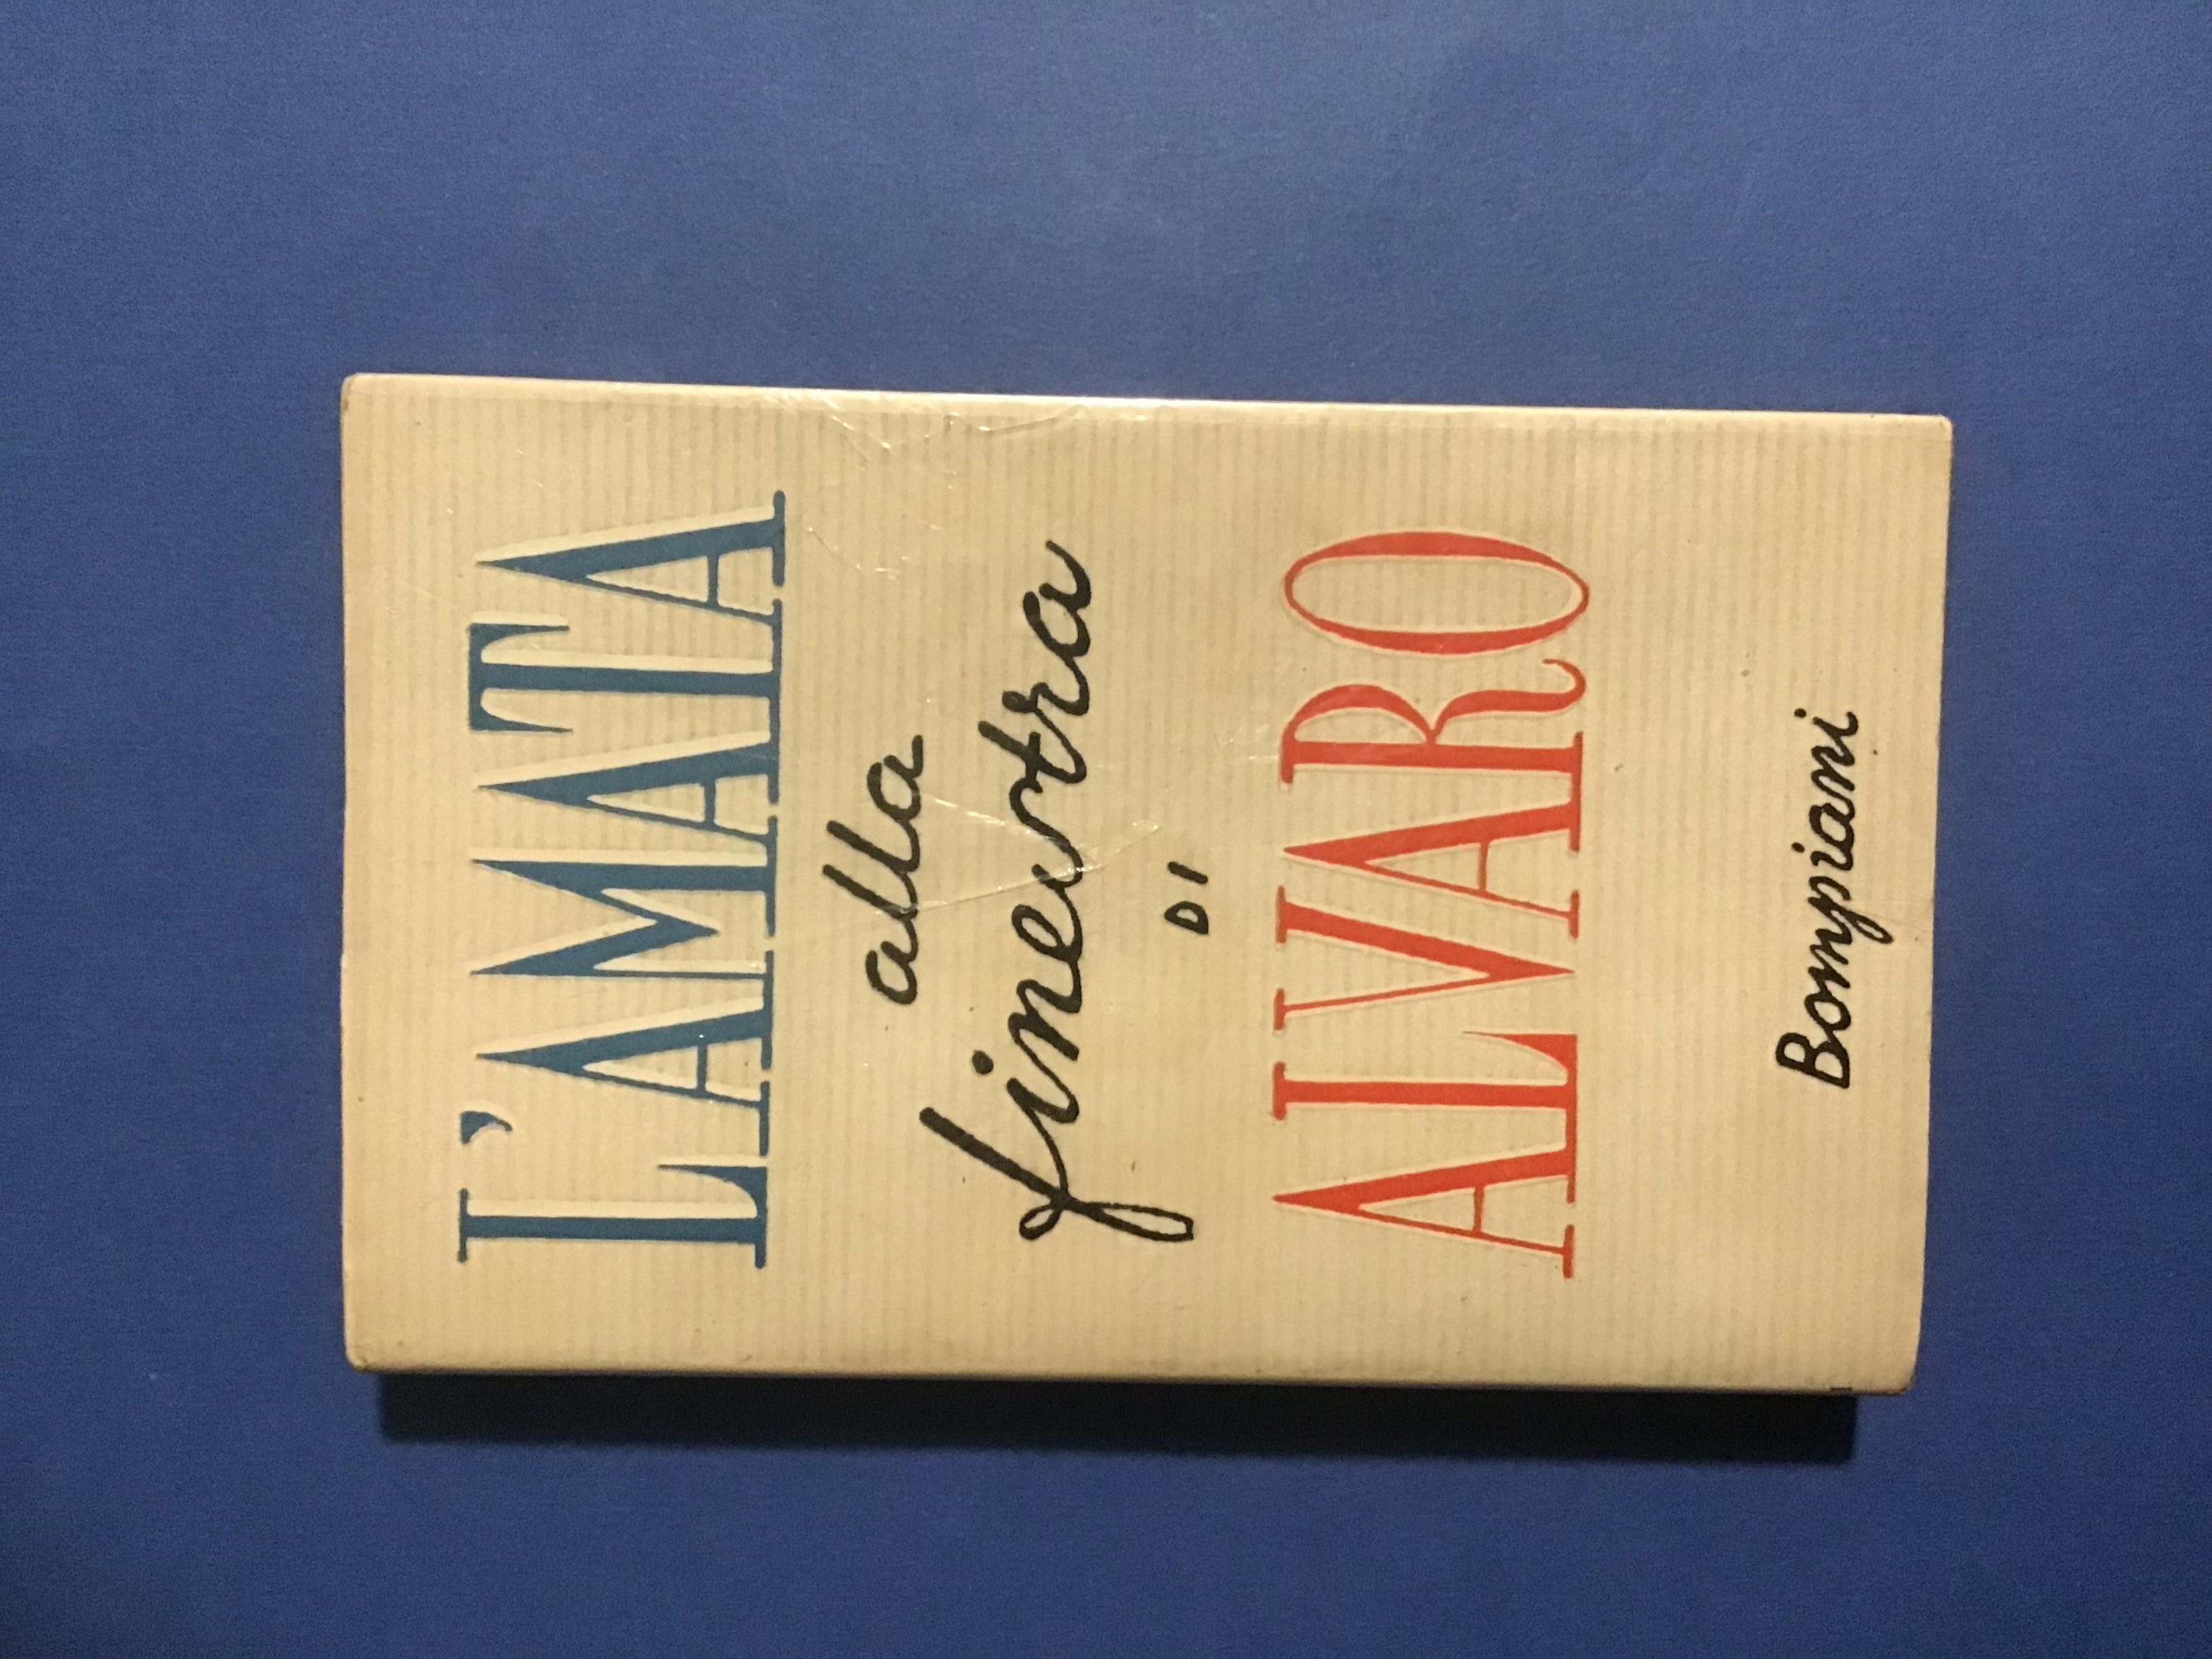 L'AMATA
alla
finestra
DI
ALVARO
Bompiani